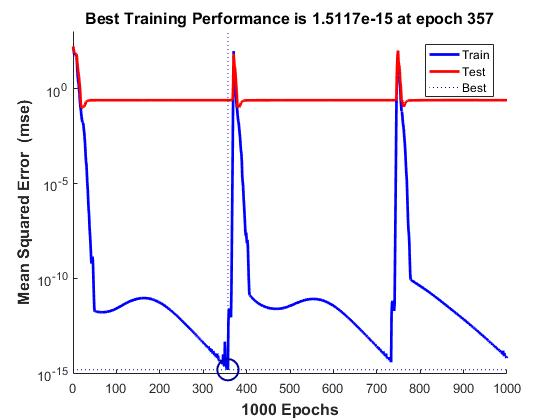 Best Training Performance is 1.5117e-15 at epoch 357
Train
Test
Best
Mean Squared Error  (mse)
10^0
10^-5
10^-10
10^-15
0 100 200 300 400 500 600 700 800 900 1000
1000 Epochs